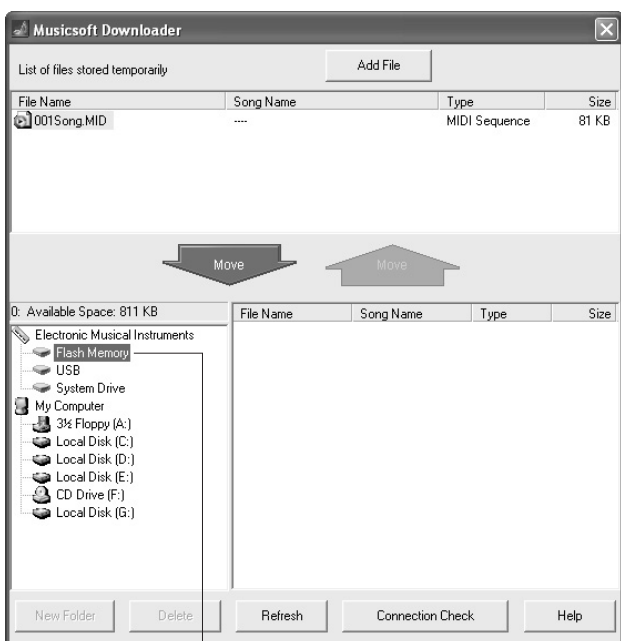 Musicsoft Downloader
List of files stored temporarily
Add File
File Name Song Name Type Size
001Song.MID ---- MIDI Sequence 81 KB
Move Move
0: Available Space: 811 KB
File Name Song Name Type Size
Electronic Musical Instruments
Flash Memory
USB
System Drive
My Computer
3½ Floppy (A:)
Local Disk (C:)
Local Disk (D:)
Local Disk (E:)
CD Drive (F:)
Local Disk (G:)
New Folder Delete Refresh Connection Check Help